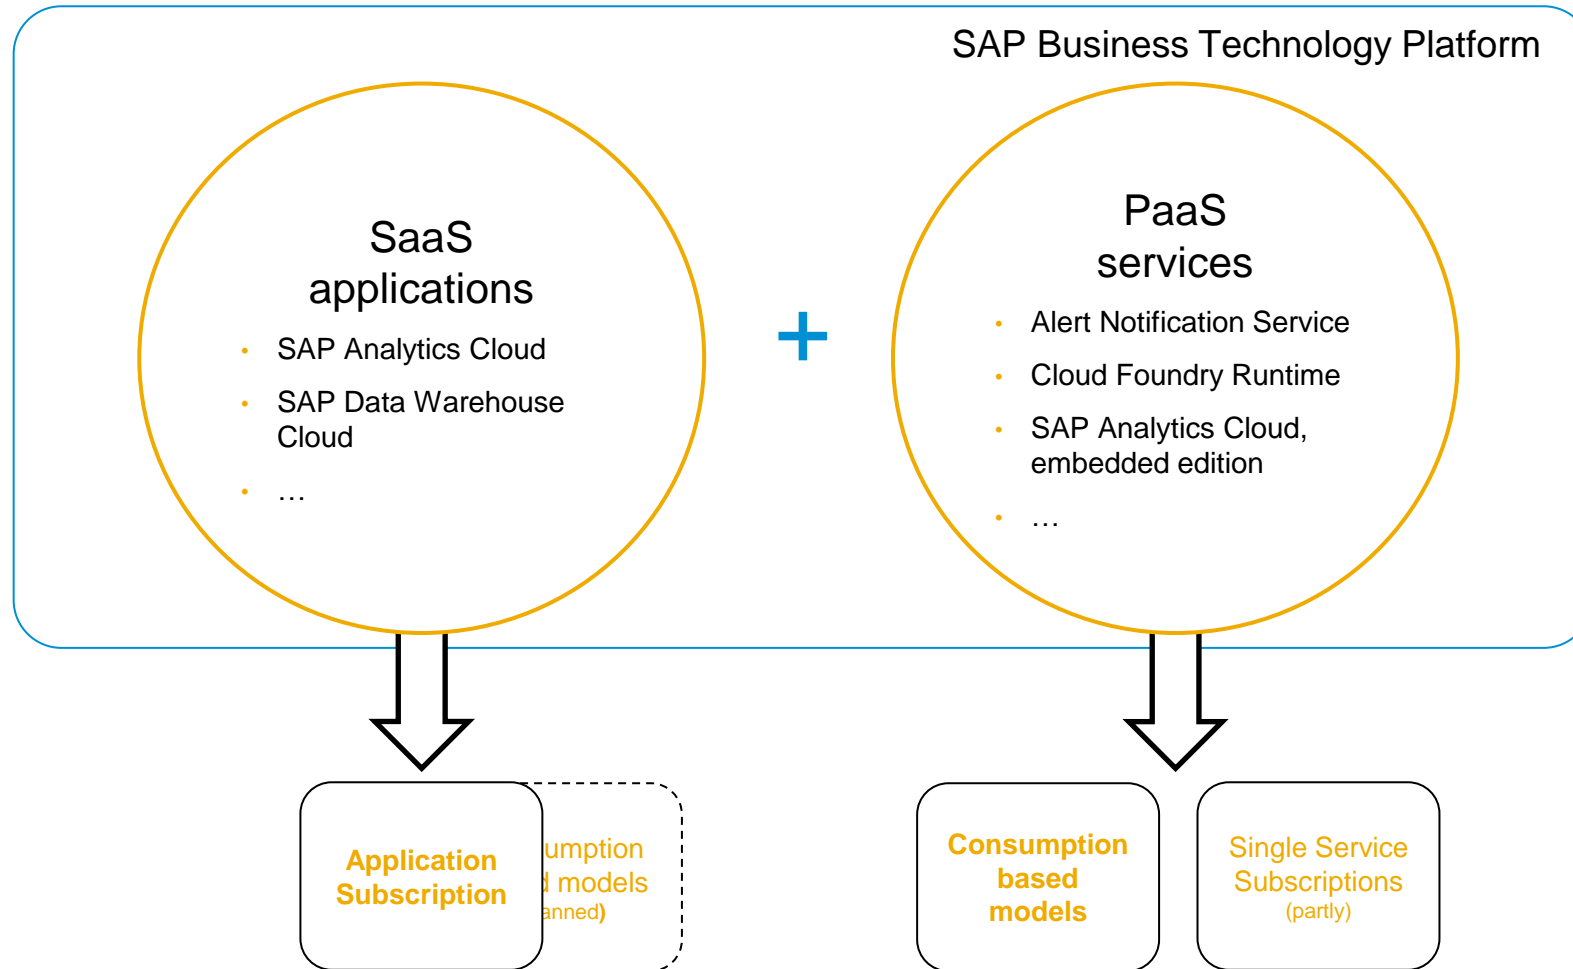 SAP Business Technology Platform
SaaS
applications
• SAP Analytics Cloud
• SAP Data Warehouse
Cloud
• …
+
PaaS
services
• Alert Notification Service
• Cloud Foundry Runtime
• SAP Analytics Cloud,
embedded edition
• …
Application
Subscription
umption
models
anned)
Consumption
based
models
Single Service
Subscriptions
(partly)